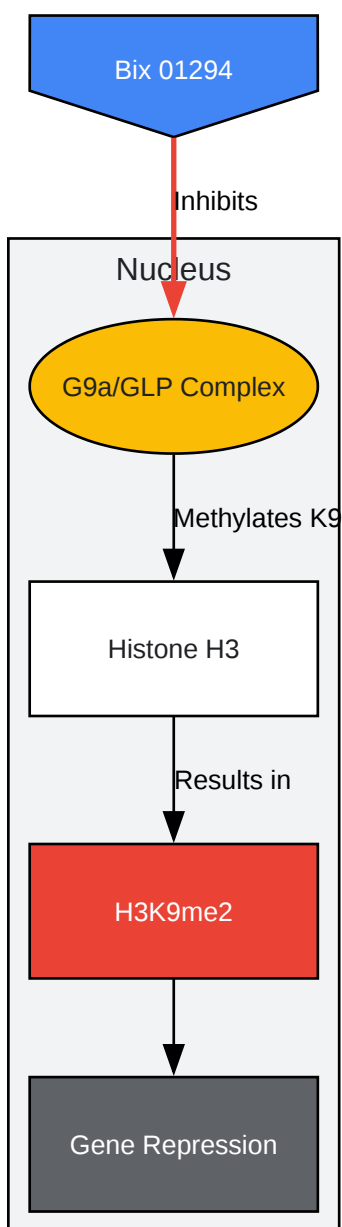 Bix 01294
Inhibits
Nucleus
G9a/GLP Complex
Methylates K9
Histone H3
Results in
H3K9me2
Gene Repression